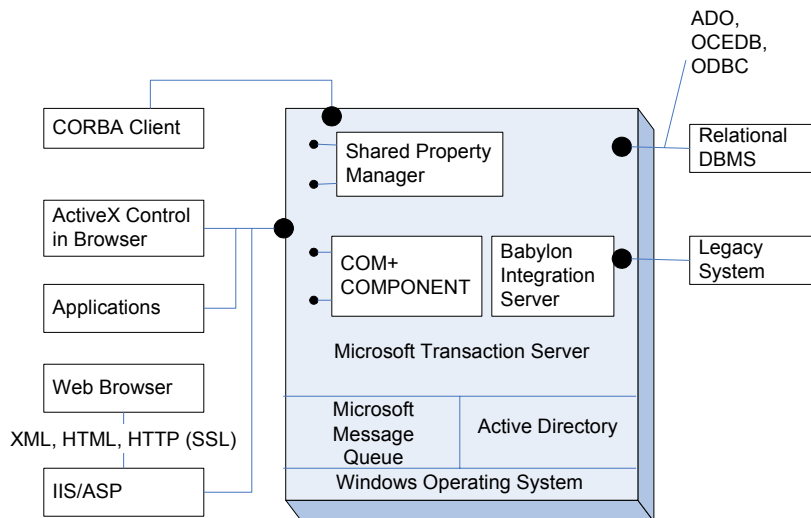 ADO,
OCEDB,
ODBC
CORBA Client
Shared Property
Manager
Relational
DBMS
ActiveX Control
in Browser
COM+
COMPONENT
Babylon
Integration
Server
Legacy
System
Applications
Microsoft Transaction Server
Web Browser
Microsoft
Message
Queue
Active Directory
XML, HTML, HTTP (SSL)
IIS/ASP
Windows Operating System